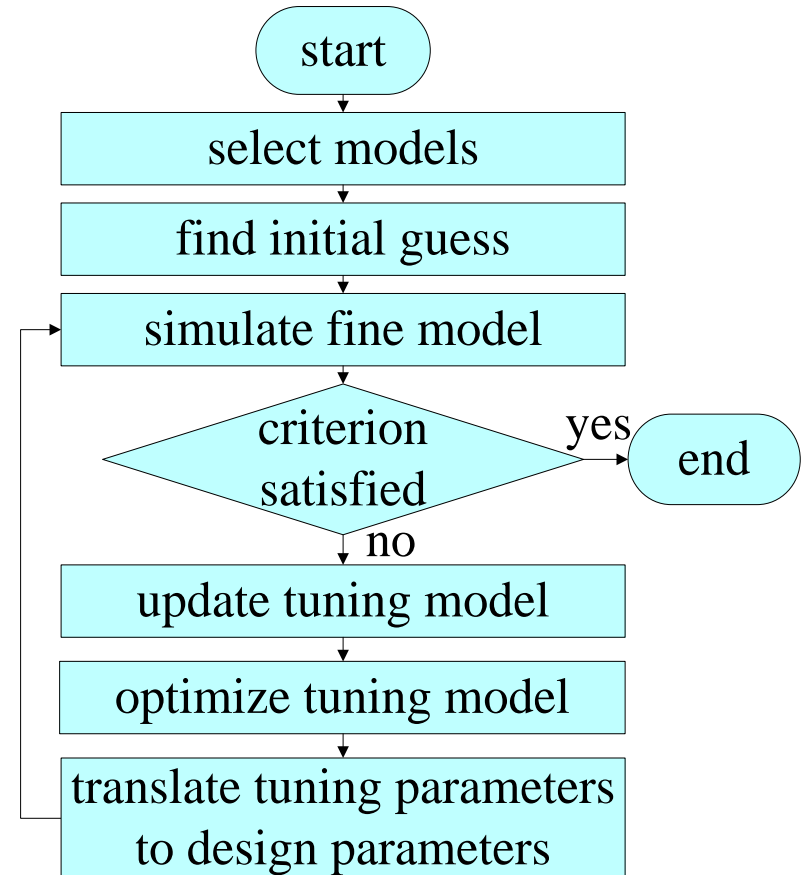 start
select models
find initial guess
simulate fine model
criterion
satisfied
yes
end
no
update tuning model
optimize tuning model
translate tuning parameters
to design parameters